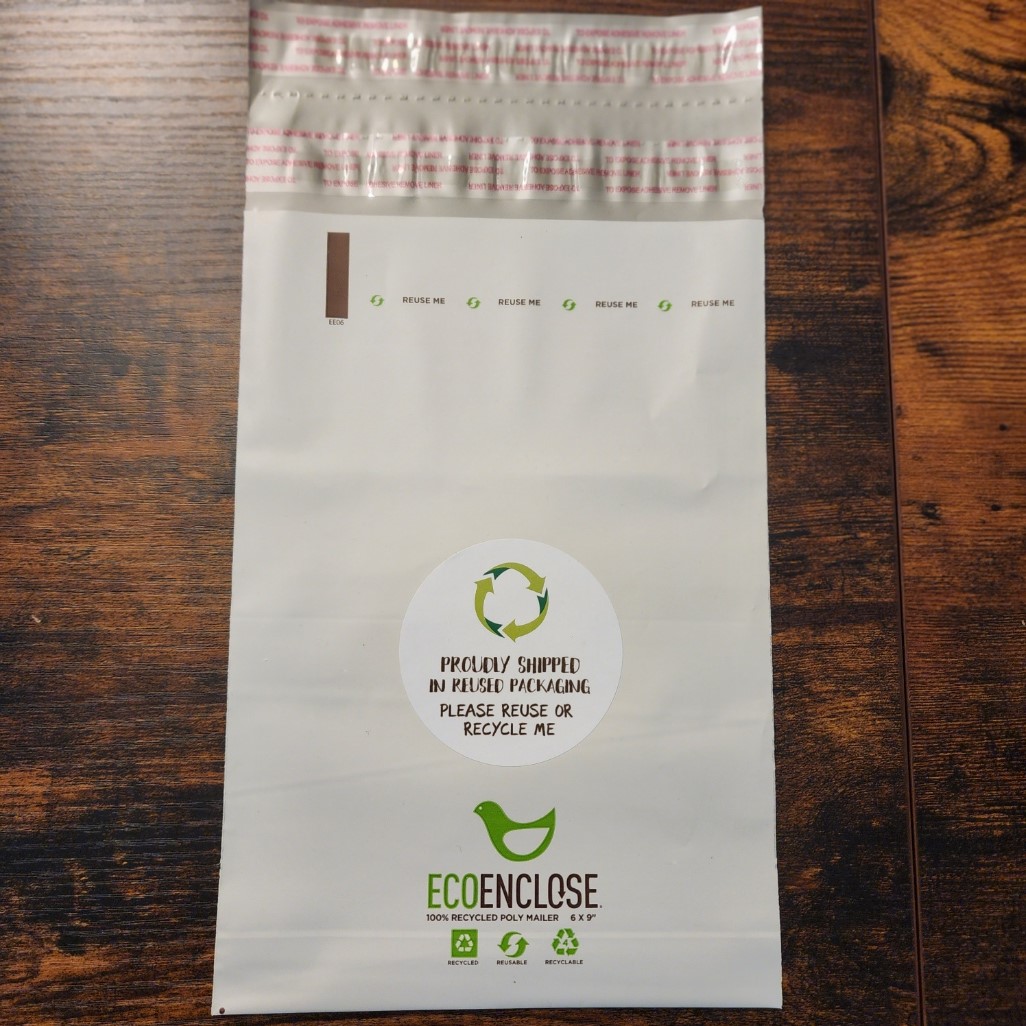 EE06
REUSE ME REUSE ME REUSE ME REUSE ME
PROUDLY SHIPPED
IN REUSED PACKAGING
PLEASE REUSE OR
RECYCLE ME
ECOENCLOSE.
100% RECYCLED POLY MAILER 6 X 9"
4
RECYCLED REUSABLE RECYCLABLE